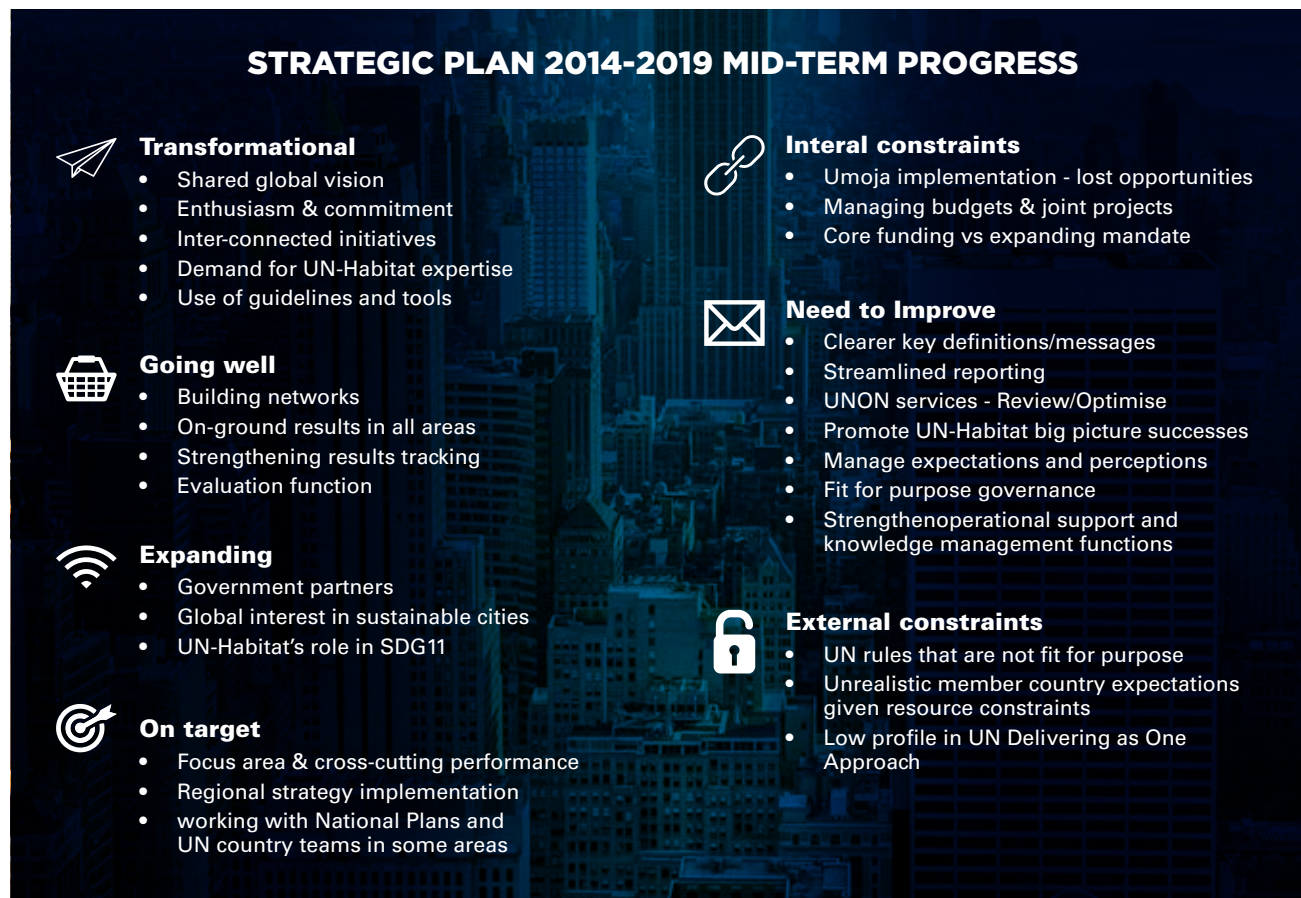 STRATEGIC PLAN 2014-2019 MID-TERM PROGRESS
Transformational
• Shared global vision
• Enthusiasm & commitment
• Inter-connected initiatives
• Demand for UN-Habitat expertise
• Use of guidelines and tools
Going well
• Building networks
• On-ground results in all areas
• Strengthening results tracking
• Evaluation function
Expanding
• Government partners
• Global interest in sustainable cities
• UN-Habitat’s role in SDG11
On target
• Focus area & cross-cutting performance
• Regional strategy implementation
• working with National Plans and
UN country teams in some areas
Interal constraints
• Umoja implementation - lost opportunities
• Managing budgets & joint projects
• Core funding vs expanding mandate
Need to Improve
• Clearer key definitions/messages
• Streamlined reporting
• UNON services - Review/Optimise
• Promote UN-Habitat big picture successes
• Manage expectations and perceptions
• Fit for purpose governance
• Strengthenoperational support and
knowledge management functions
External constraints
• UN rules that are not fit for purpose
• Unrealistic member country expectations
given resource constraints
• Low profile in UN Delivering as One
Approach